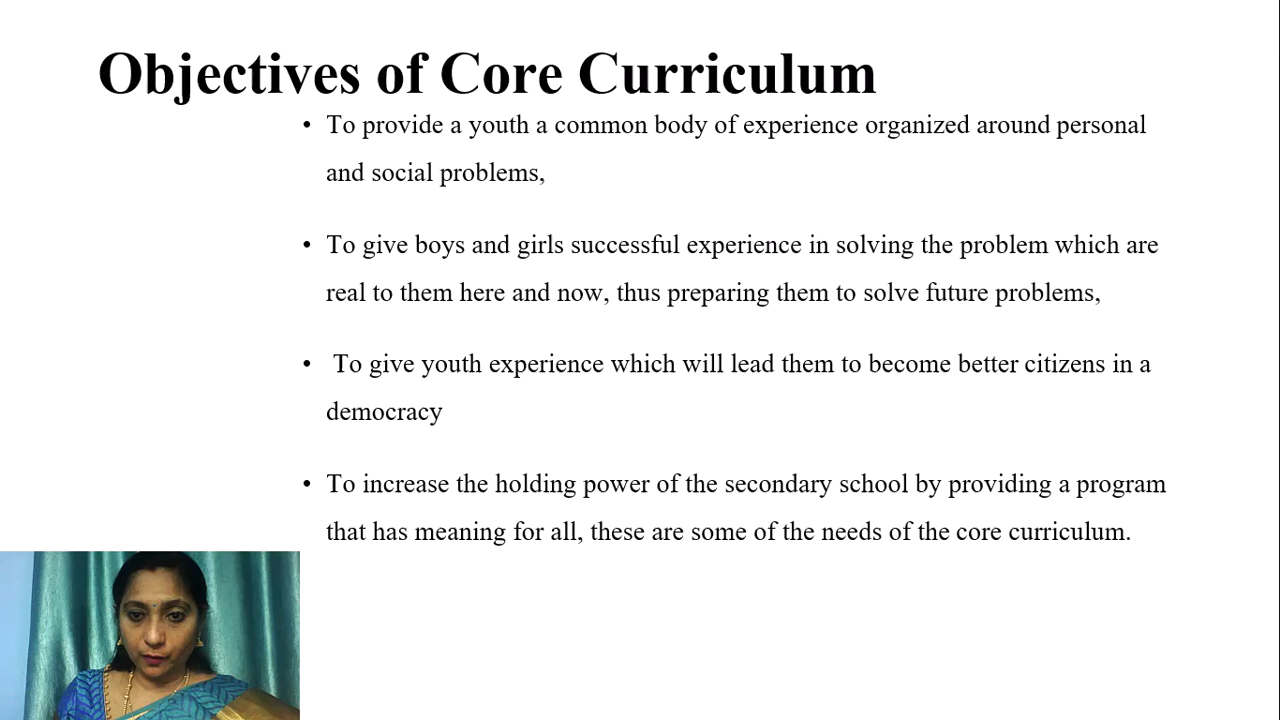 Objectives of Core Curriculum
• To provide a youth a common body of experience organized around personal
and social problems,
• To give boys and girls successful experience in solving the problem which are
real to them here and now, thus preparing them to solve future problems,
• To give youth experience which will lead them to become better citizens in a
democracy
• To increase the holding power of the secondary school by providing a program
that has meaning for all, these are some of the needs of the core curriculum.